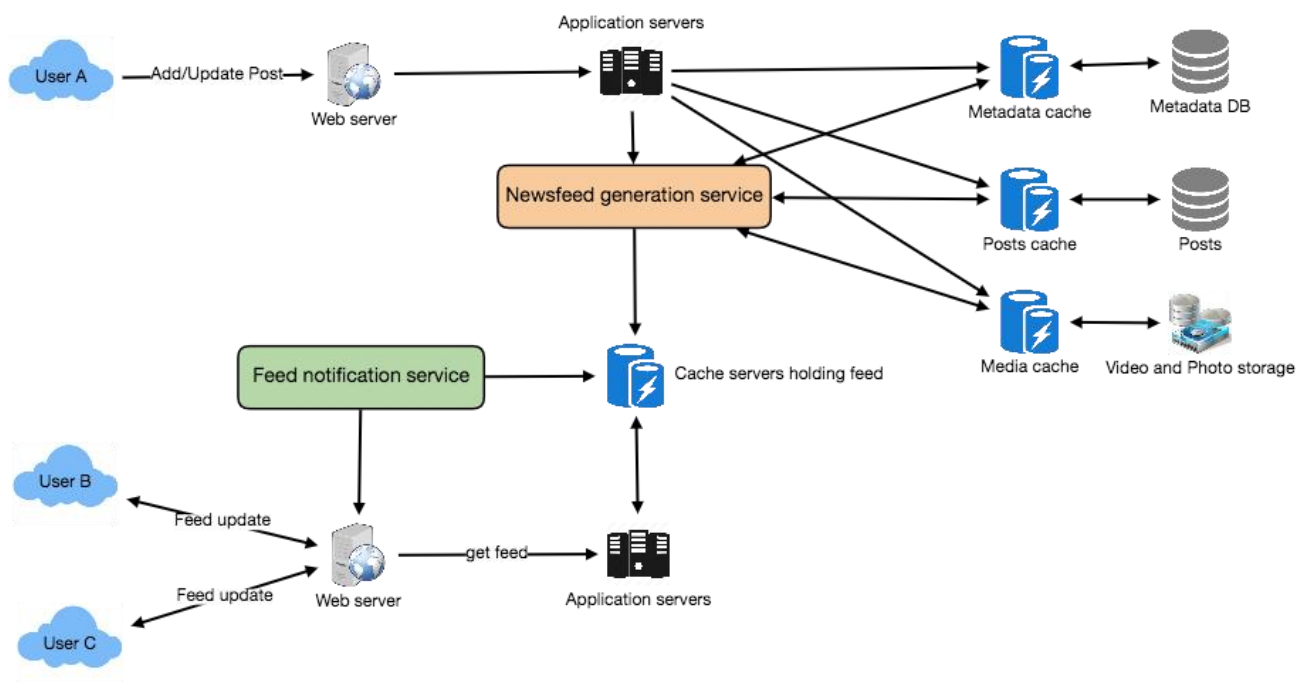 Application servers
User A
Add/Update Post
Web server
Metadata cache
Metadata DB
Newsfeed generation service
Posts cache
Posts
Media cache
Video and Photo storage
Feed notification service
Cache servers holding feed
User B
Feed update
Web server
get feed
Application servers
Feed update
User C